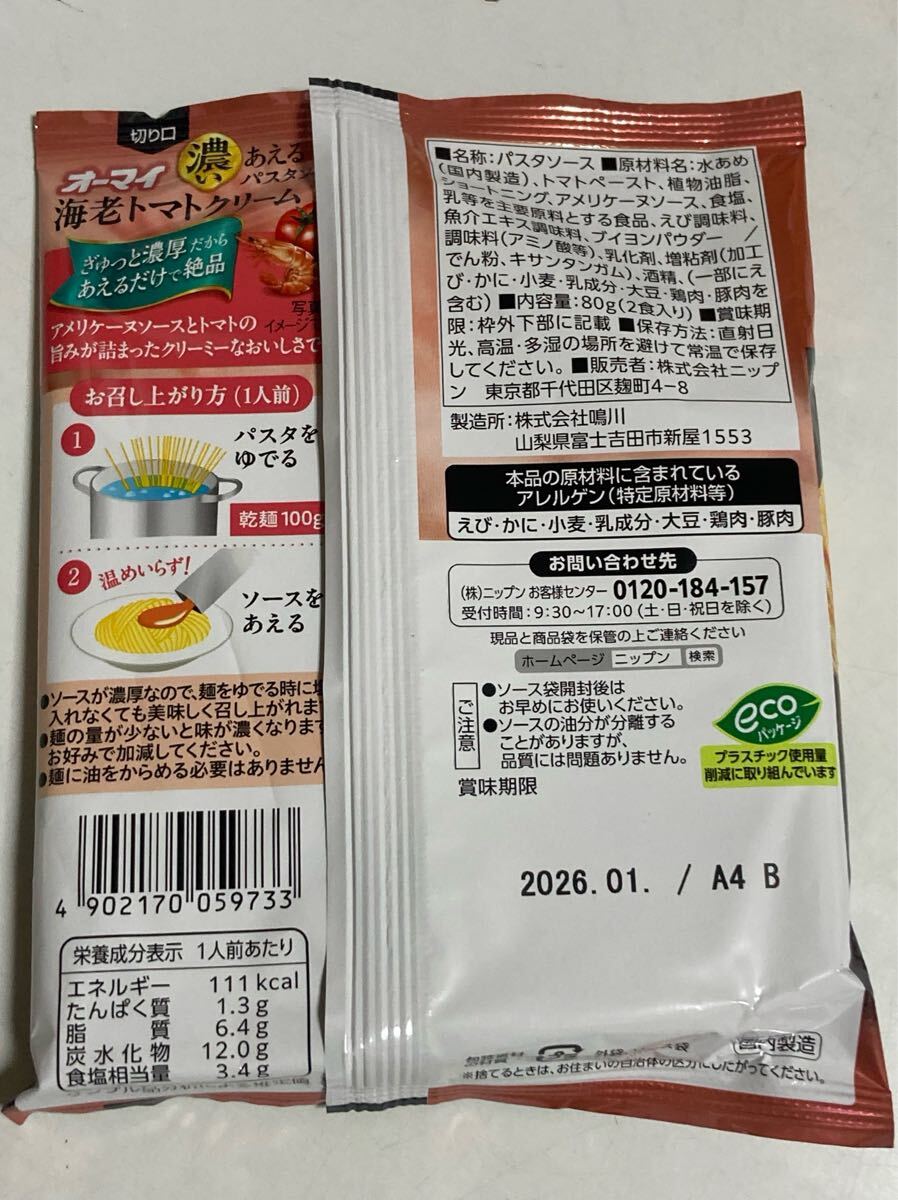 切り口
オーマイ
濃い
あえる
パスタソ
海老トマトクリーム
ぎゅっと濃厚だから
あえるだけで絶品
写真
イメージで
アメリケーヌソースとトマトの
旨みが詰まったクリーミーなおいしさで
お召し上がり方(1人前)
1
パスタを
ゆでる
乾麺100g
2
温めいらず!
ソースを
あえる
●ソースが濃厚なので、麺をゆでる時に塩
入れなくても美味しく召し上がれま
●麺の量が少ないと味が濃くなります
お好みで加減してください。
●麺に油をからめる必要はありません
4 902170 059733
栄養成分表示 1人前あたり
エネルギー 111kcal
たんぱく質 1.3g
脂質 6.4g
炭水化物 12.0g
食塩相当量 3.4g
■名称:パスタソース ■原材料名:水あめ
(国内製造)、トマトペースト、植物油脂、
ショートニング、アメリケーヌソース、食塩、
乳等を主要原料とする食品、えび調味料、
魚介エキス調味料、ブイヨンパウダー /
調味料(アミノ酸等)、乳化剤、増粘剤(加工
でん粉、キサンタンガム)、酒精、(一部にえ
び・かに・小麦・乳成分・大豆・鶏肉・豚肉を
含む) ■内容量:80g(2食入り) ■賞味期
限:枠外下部に記載 ■保存方法:直射日
光、高温・多湿の場所を避けて常温で保存
してください。■販売者:株式会社ニップ
ン 東京都千代田区麹町4-8
製造所:株式会社鳴川
山梨県富士吉田市新屋1553
本品の原材料に含まれている
アレルゲン(特定原材料等)
えび・かに・小麦・乳成分・大豆・鶏肉・豚肉
お問い合わせ先
(株)ニップン お客様センター 0120-184-157
受付時間:9:30~17:00(土・日・祝日を除く)
現品と商品袋を保管の上ご連絡ください
ホームページ ニップン 検索
ご注意
●ソース袋開封後は
お早めにお使いください。
●ソースの油分が分離する
ことがありますが、
品質には問題ありません。
eco
パッケージ
プラスチック使用量
削減に取り組んでいます
賞味期限
2026.01. / A4 B
国内製造
※捨てるときは、お住まいの自治体の区分にしたがってください。